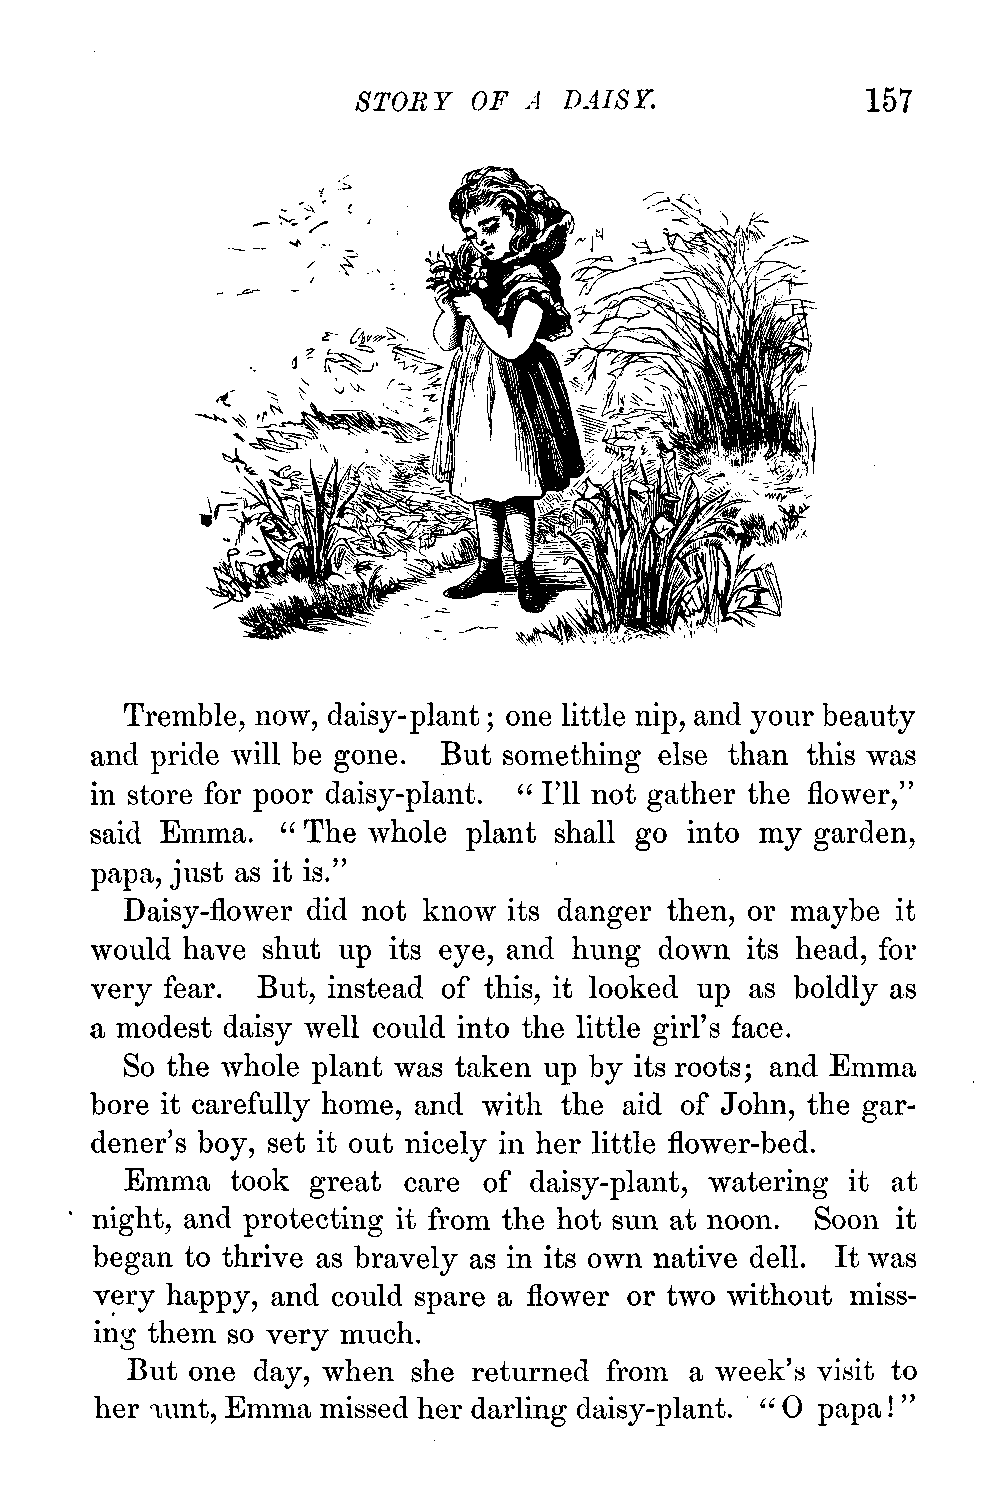 STORY OF A DAISY. 157
Tremble, now, daisy-plant; one little nip, and your beauty
and pride will be gone. But something else than this was
in store for poor daisy-plant. “I’ll not gather the flower,”
said Emma. “The whole plant shall go into my garden,
papa, just as it is.”
Daisy-flower did not know its danger then, or maybe it
would have shut up its eye, and hung down its head, for
very fear. But, instead of this, it looked up as boldly as
a modest daisy well could into the little girl’s face.
So the whole plant was taken up by its roots; and Emma
bore it carefully home, and with the aid of John, the gar-
dener’s boy, set it out nicely in her little flower-bed.
Emma took great care of daisy-plant, watering it at
night, and protecting it from the hot sun at noon. Soon it
began to thrive as bravely as in its own native dell. It was
very happy, and could spare a flower or two without miss-
ing them so very much.
But one day, when she returned from a week’s visit to
her aunt, Emma missed her darling daisy-plant. “O papa!”